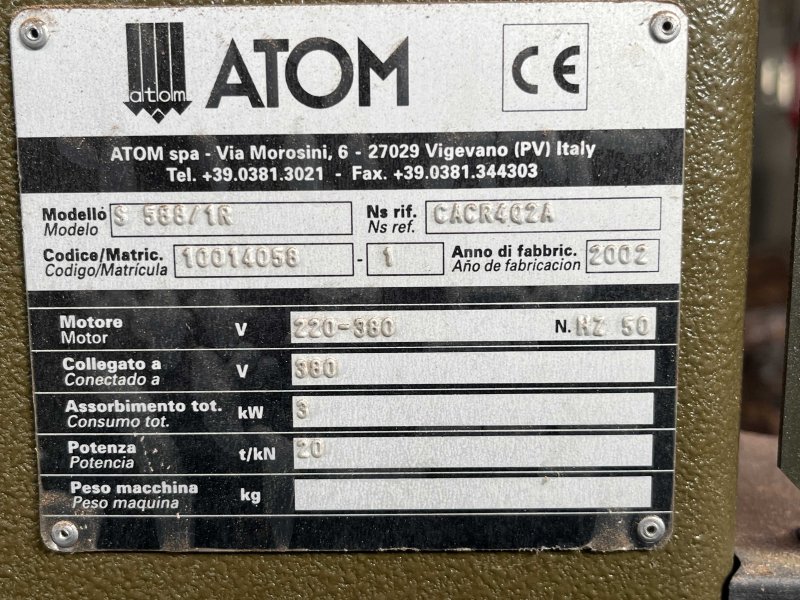 atom ATOM CE
ATOM spa - Via Morosini, 6 - 27029 Vigevano (PV) Italy
Tel. +39.0381.3021 - Fax. +39.0381.344303
Modello S 588/1R Ns rif. CACR4Q2A
Modelo Ns ref.
Codice/Matric. 10014058 - 1 Anno di fabbric. 2002
Codigo/Matrícula Año de fabricacion
Motore V 220-380 N. HZ 50
Motor
Collegato a V 380
Conectado a
Assorbimento tot. kW 3
Consumo tot.
Potenza t/kN 20
Potencia
Peso macchina kg
Peso maquina